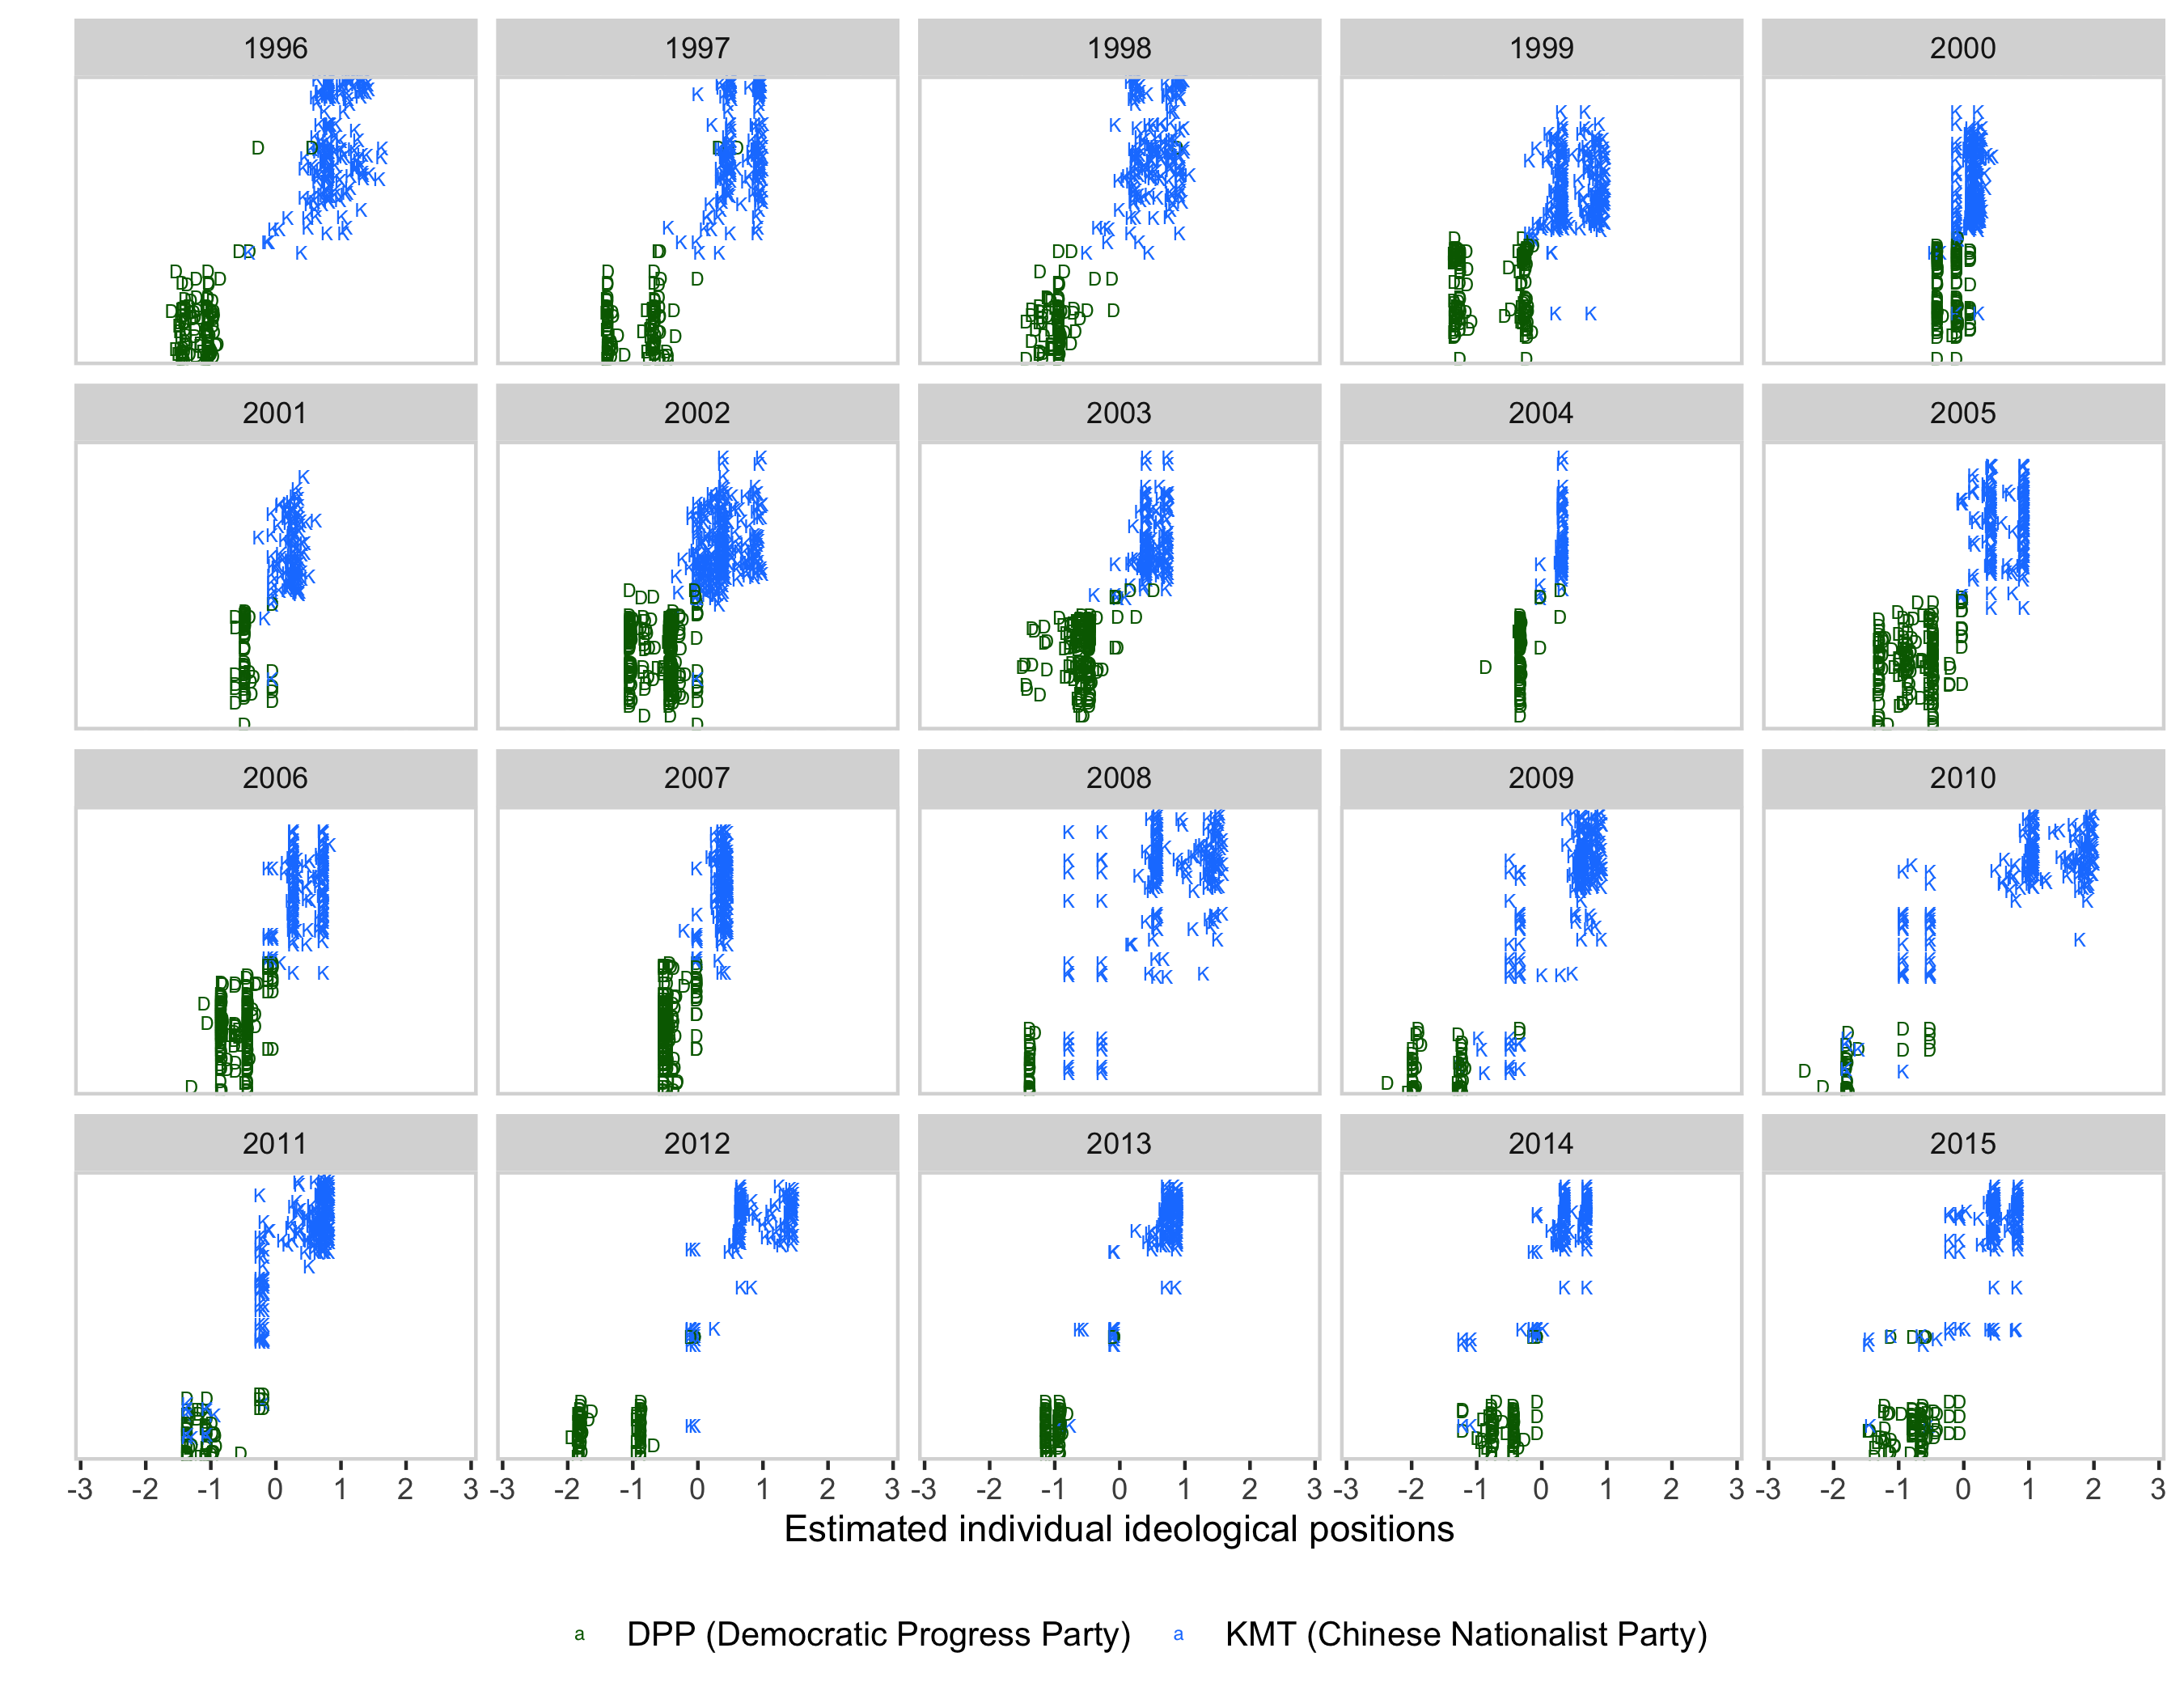 1996 1997 1998 1999 2000
2001 2002 2003 2004 2005
2006 2007 2008 2009 2010
2011 2012 2013 2014 2015
-3 -2 -1 0 1 2 3 -3 -2 -1 0 1 2 3 -3 -2 -1 0 1 2 3 -3 -2 -1 0 1 2 3 -3 -2 -1 0 1 2 3
Estimated individual ideological positions
a DPP (Democratic Progress Party) a KMT (Chinese Nationalist Party)